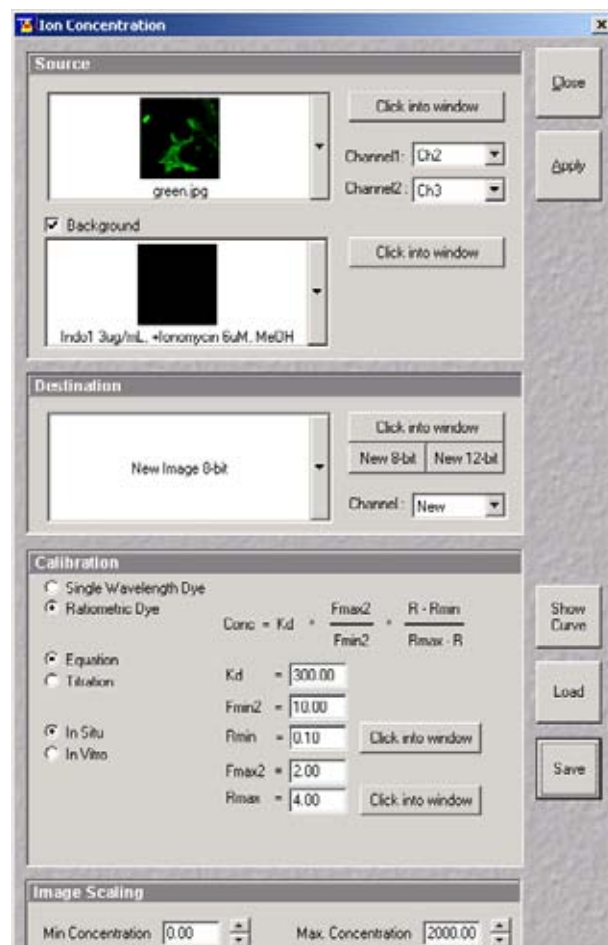 Ion Concentration
Source
Close
Click into window
Apply
Channel1: Ch2
green.jpg
Channel2 : Ch3
Background
Click into window
Indo1 3ug/mL, +Ionomycin 6uM, MeOH
Destination
Click into window
New Image 8-bit
New 8-bit New 12-bit
Channel : New
Calibration
Single Wavelength Dye
Ratiometric Dye
Conc = Kd * Fmax2 / Fmin2 * R - Rmin / Rmax - R
Show Curve
Equation
Titration
Kd = 300.00
Load
Fmin2 = 10.00
In Situ
In Vitro
Rmin = 0.10 Click into window
Fmax2 = 2.00
Save
Rmax = 4.00 Click into window
Image Scaling
Min Concentration 0.00 Max. Concentration 2000.00